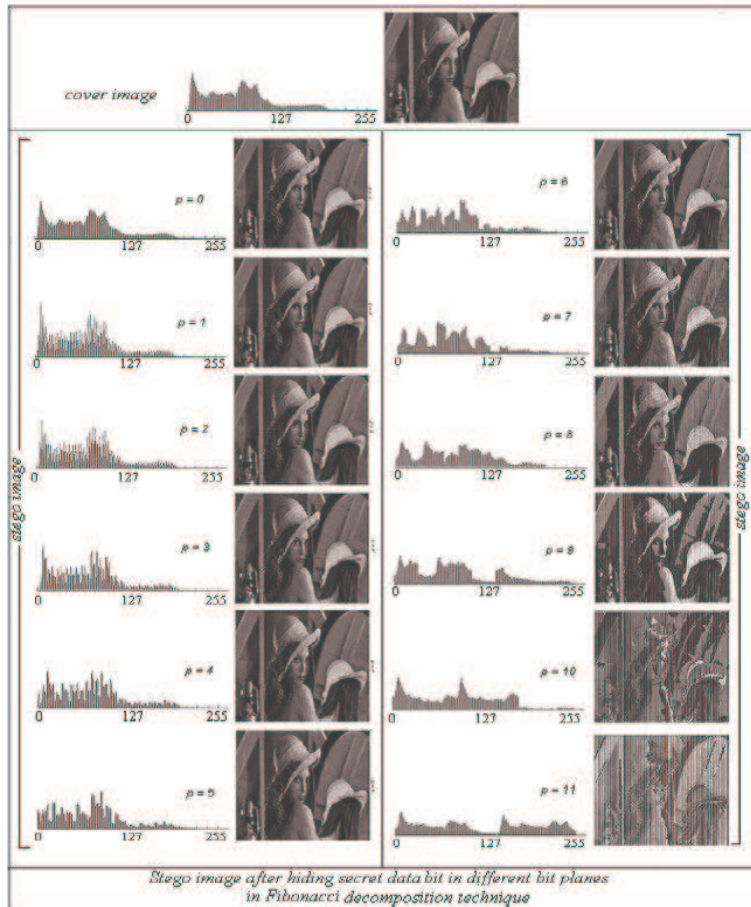 cover image
0 127 255
stego image
p = 0
0 127 255
p = 1
0 127 255
p = 2
0 127 255
p = 3
0 127 255
p = 4
0 127 255
p = 5
0 127 255
p = 6
0 127 255
p = 7
0 127 255
p = 8
0 127 255
p = 9
0 127 255
p = 10
0 127 255
p = 11
0 127 255
stego image
Stego image after hiding secret data bit in different bit planes
in Fibonacci decomposition technique